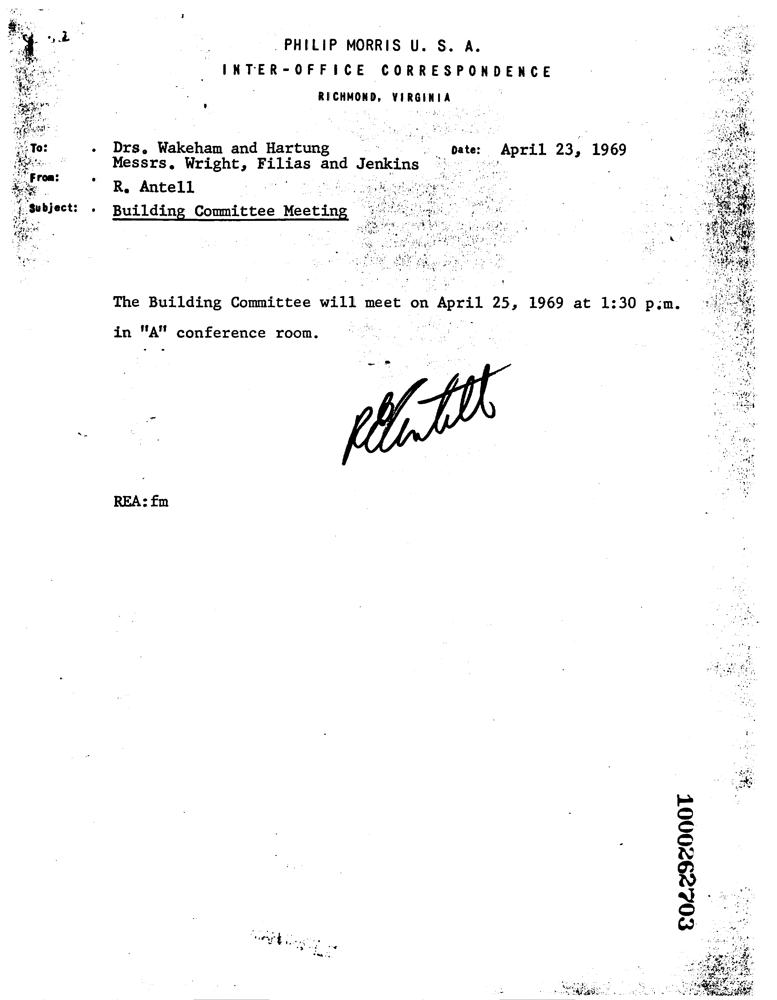 PHILIP MORRIS U. S. A.
INTER-OFFICE CORRESPONDENCE
RICHMOND, VIRGINIA
To: . Drs. Wakeham and Hartung Date: April 23, 1969
Messrs. Wright, Filias and Jenkins
From: . R. Antell
Subject: . Building Committee Meeting
The Building Committee will meet on April 25, 1969 at 1:30 p.m.
in "A" conference room.
REA:fm
1000262703